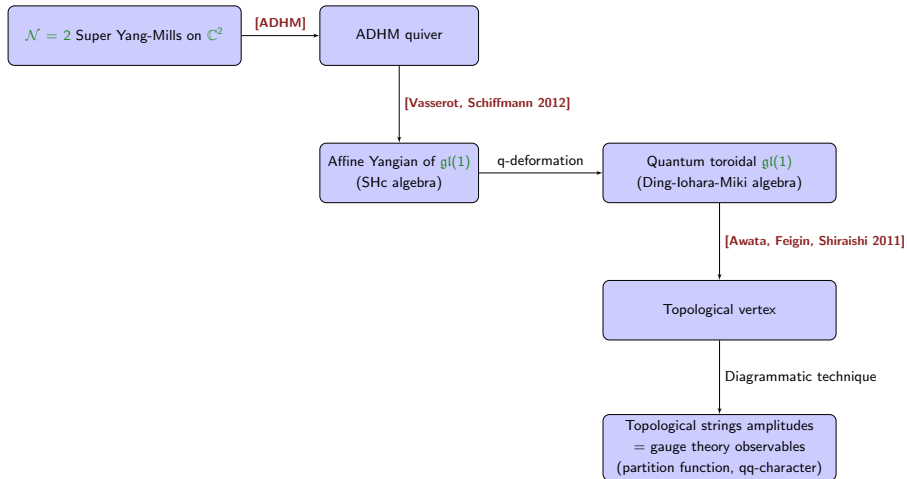 𝒩 = 2 Super Yang-Mills on ℂ²
[ADHM]
ADHM quiver
[Vasserot, Schiffmann 2012]
Affine Yangian of 𝔤𝔩(1)
(SHc algebra)
q-deformation
Quantum toroidal 𝔤𝔩(1)
(Ding-Iohara-Miki algebra)
[Awata, Feigin, Shiraishi 2011]
Topological vertex
Diagrammatic technique
Topological strings amplitudes
= gauge theory observables
(partition function, qq-character)